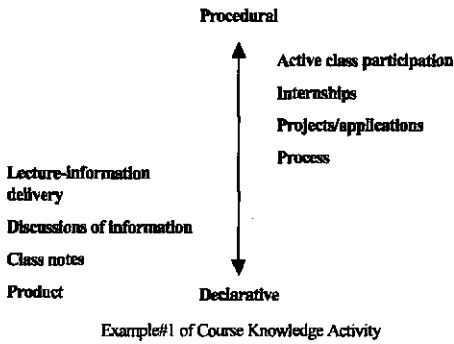 Procedural
Active class participation
Internships
Projects/applications
Process
Lecture-information
delivery
Discussions of information
Class notes
Product
Declarative
Example#1 of Course Knowledge Activity